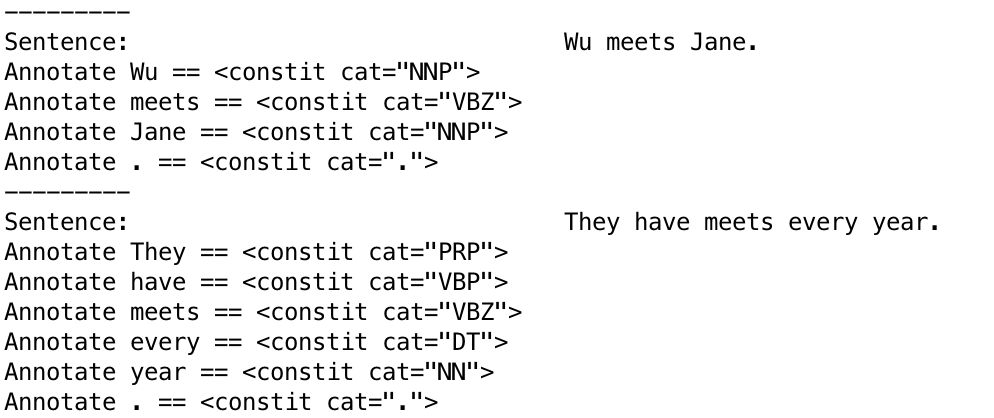 ---------
Sentence: Wu meets Jane.
Annotate Wu == <constit cat="NNP">
Annotate meets == <constit cat="VBZ">
Annotate Jane == <constit cat="NNP">
Annotate . == <constit cat=".">
---------
Sentence: They have meets every year.
Annotate They == <constit cat="PRP">
Annotate have == <constit cat="VBP">
Annotate meets == <constit cat="VBZ">
Annotate every == <constit cat="DT">
Annotate year == <constit cat="NN">
Annotate . == <constit cat=".">